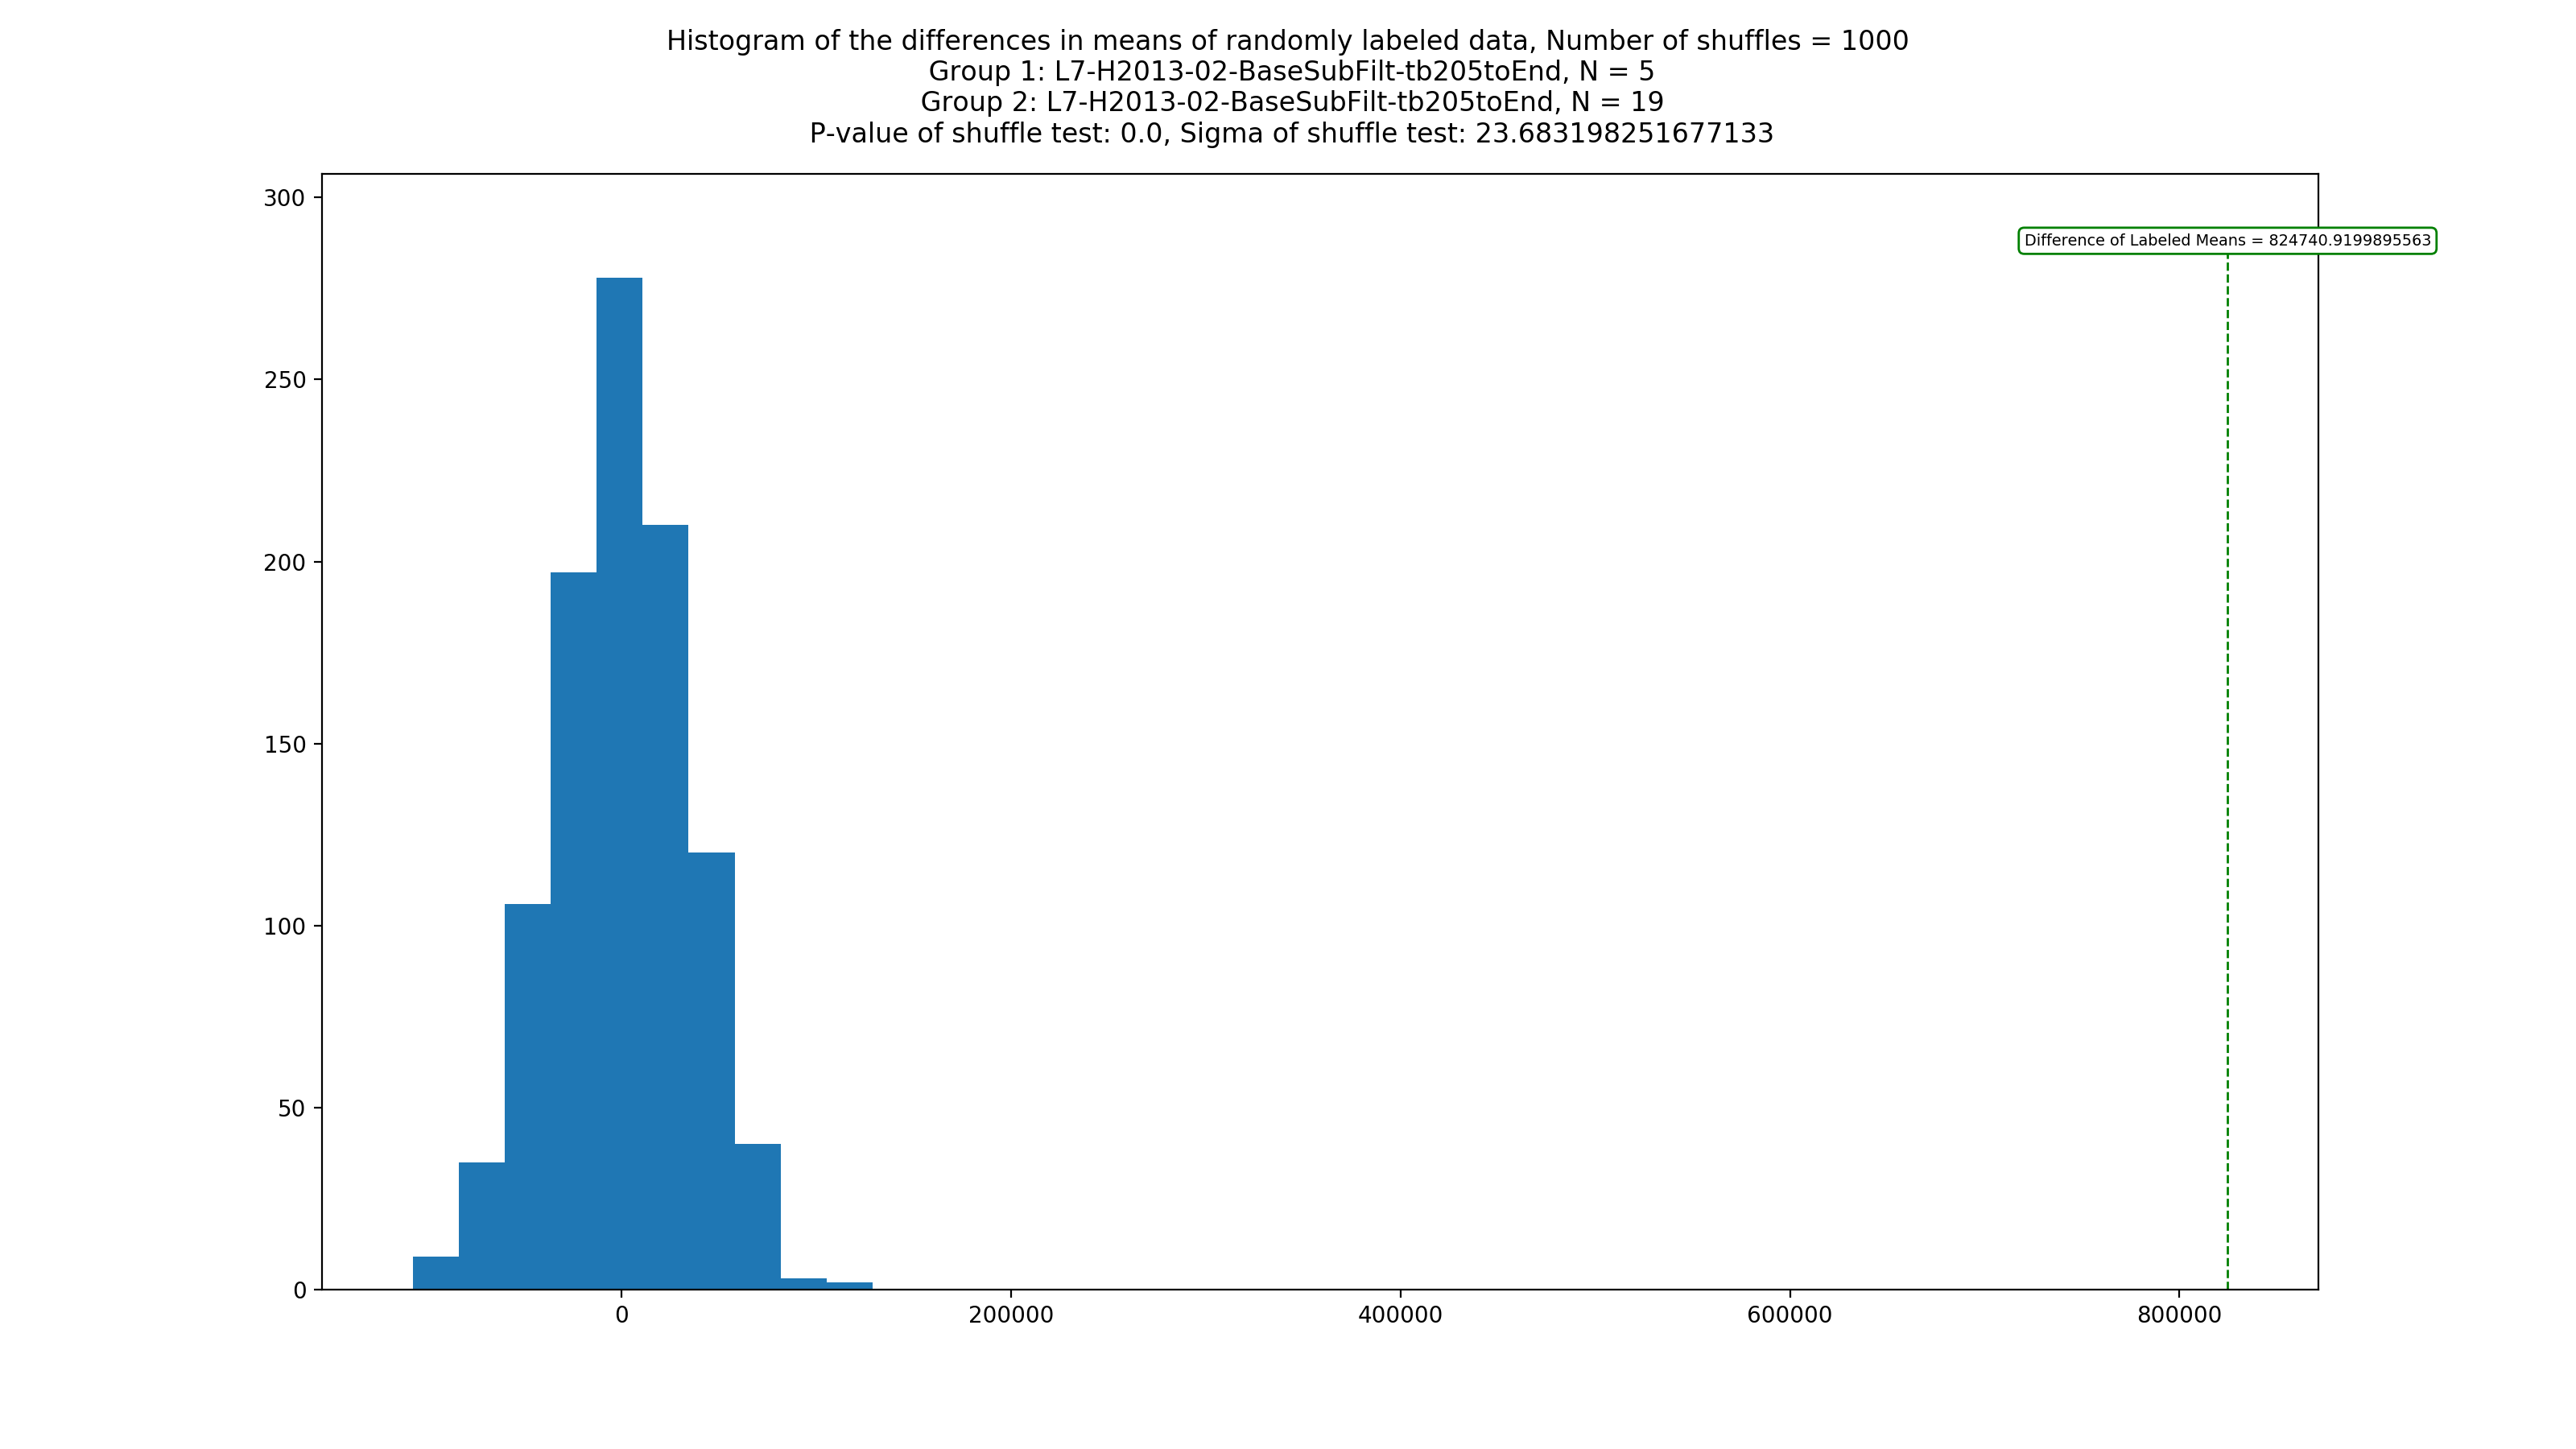 Histogram of the differences in means of randomly labeled data, Number of shuffles = 1000
Group 1: L7-H2013-02-BaseSubFilt-tb205toEnd, N = 5
Group 2: L7-H2013-02-BaseSubFilt-tb205toEnd, N = 19
P-value of shuffle test: 0.0, Sigma of shuffle test: 23.683198251677133
300
Difference of Labeled Means = 824740.9199895563
250
200
150
100
50
0
0 200000 400000 600000 800000